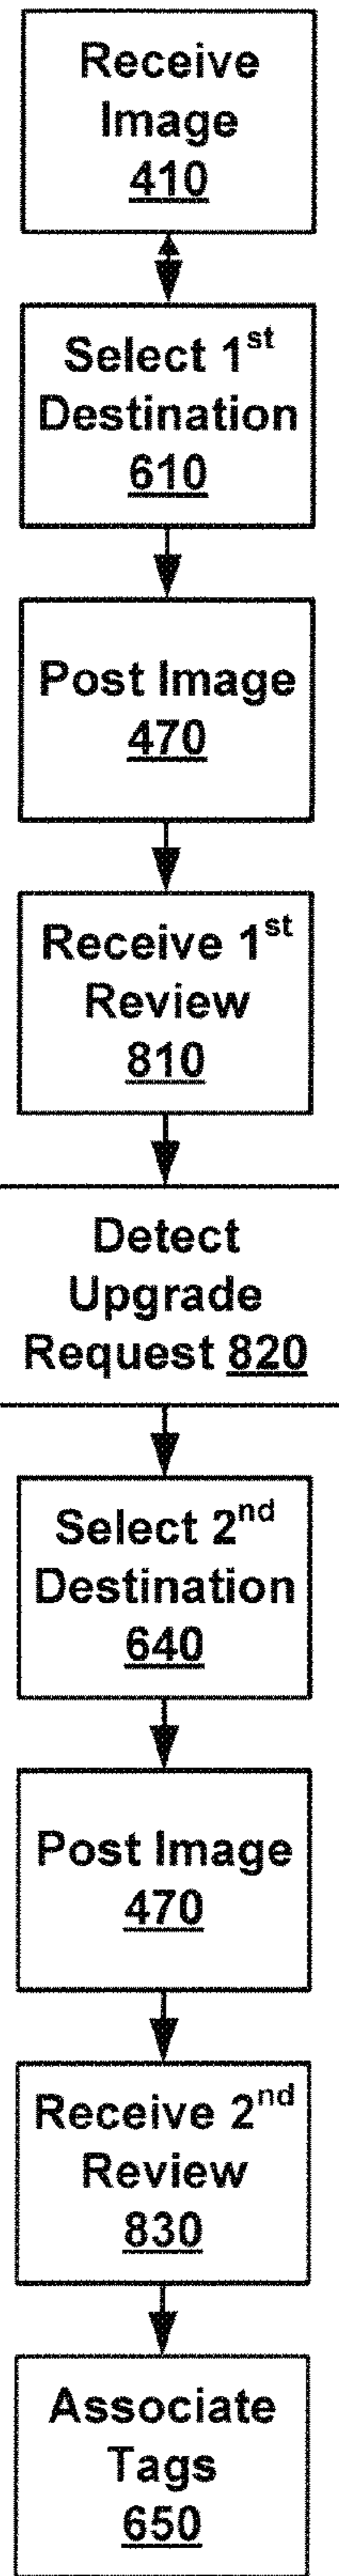 Receive
Image
410
Select 1st
Destination
610
Post Image
470
Receive 1st
Review
810
Detect
Upgrade
Request 820
Select 2nd
Destination
640
Post Image
470
Receive 2nd
Review
830
Associate
Tags
650